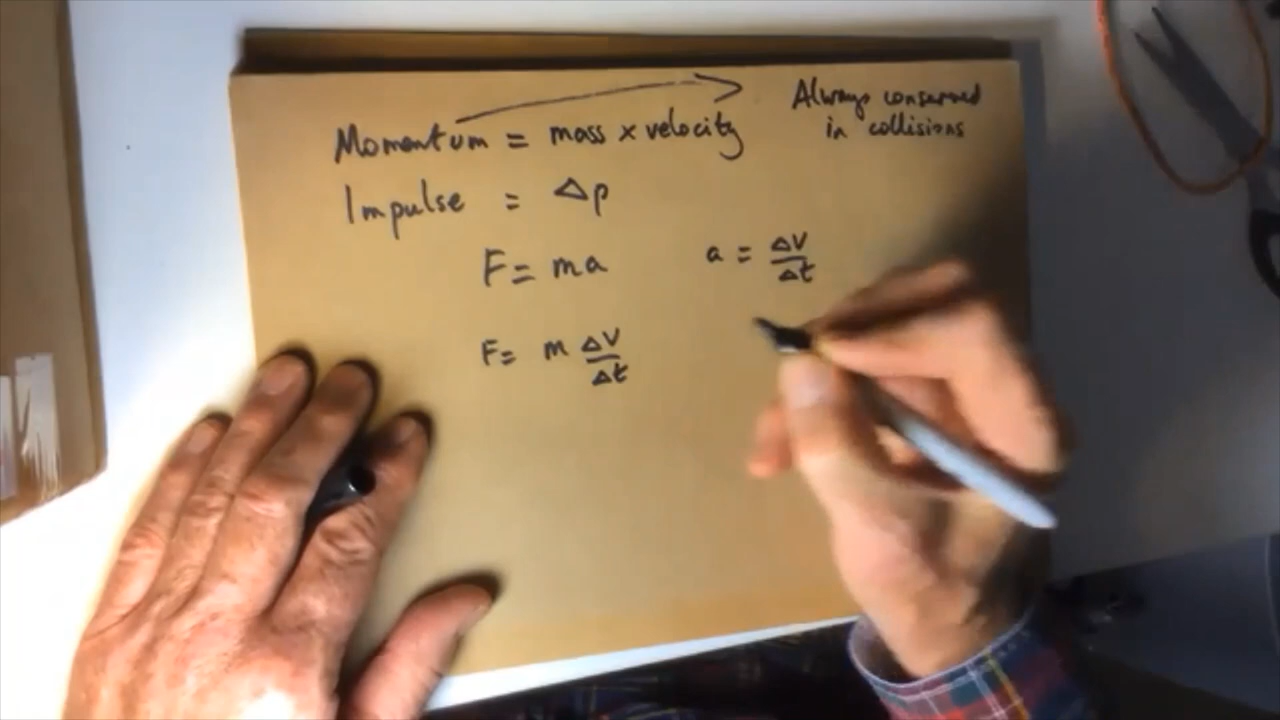 Momentum = mass x velocity
Always conserved
in collisions
Impulse = Δp
F = ma
a = ΔV/Δt
F = m ΔV/Δt